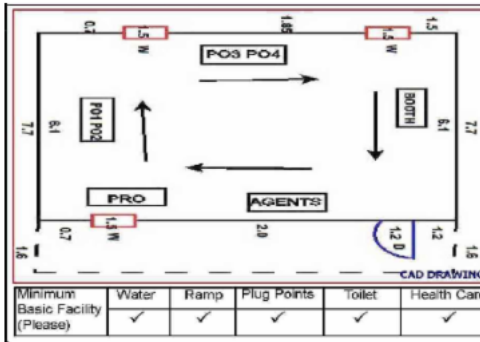 0.7 1.5 W 1.85 1.5 W 1.5
PO3 PO4
7.7 6.1 PO1 PO2 BOOTH 6.1 7.7
PRO AGENTS
1.6 0.7 1.5 W 2.0 1.2 D 1.2 1.6
CAD DRAWING
Minimum Basic Facility (Please) Water Ramp Plug Points Toilet Health Care
✓ ✓ ✓ ✓ ✓